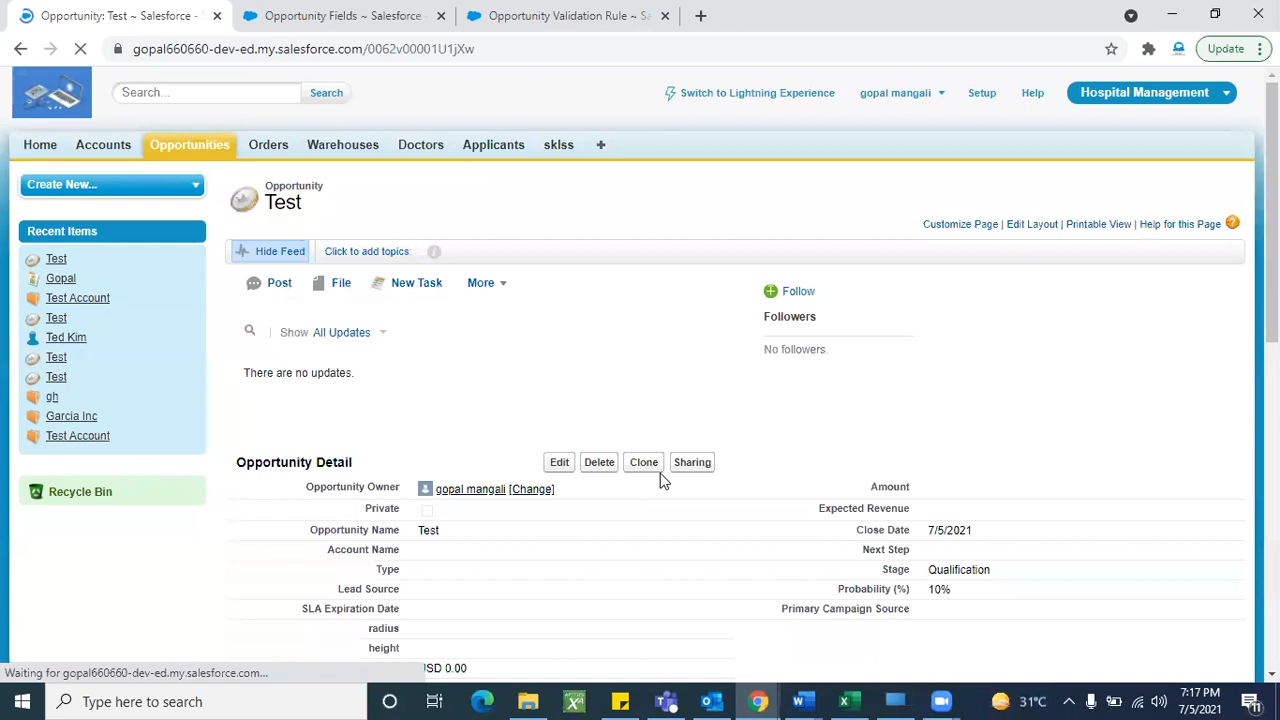 Opportunity: Test ~ Salesforce - Opportunity Fields ~ Salesforce - Opportunity Validation Rule ~ Sa
gopal660660-dev-ed.my.salesforce.com/0062v00001U1jXw Update
Search... Search Switch to Lightning Experience gopal mangali Setup Help Hospital Management
Home Accounts Opportunities Orders Warehouses Doctors Applicants sklss +
Create New...
Opportunity
Test
Customize Page | Edit Layout | Printable View | Help for this Page ?
Recent Items
Test
Gopal
Test Account
Test
Ted Kim
Test
Test
gh
Garcia Inc
Test Account
Recycle Bin
Hide Feed Click to add topics i
Post File New Task More
Follow
Followers
No followers.
Show All Updates
There are no updates.
Opportunity Detail Edit Delete Clone Sharing
Opportunity Owner gopal mangali [Change] Amount
Private Expected Revenue
Opportunity Name Test Close Date 7/5/2021
Account Name Next Step
Type Stage Qualification
Lead Source Probability (%) 10%
SLA Expiration Date Primary Campaign Source
radius
height
USD 0.00
Waiting for gopal660660-dev-ed.my.salesforce.com...
Type here to search 31°C 7:17 PM
7/5/2021 11